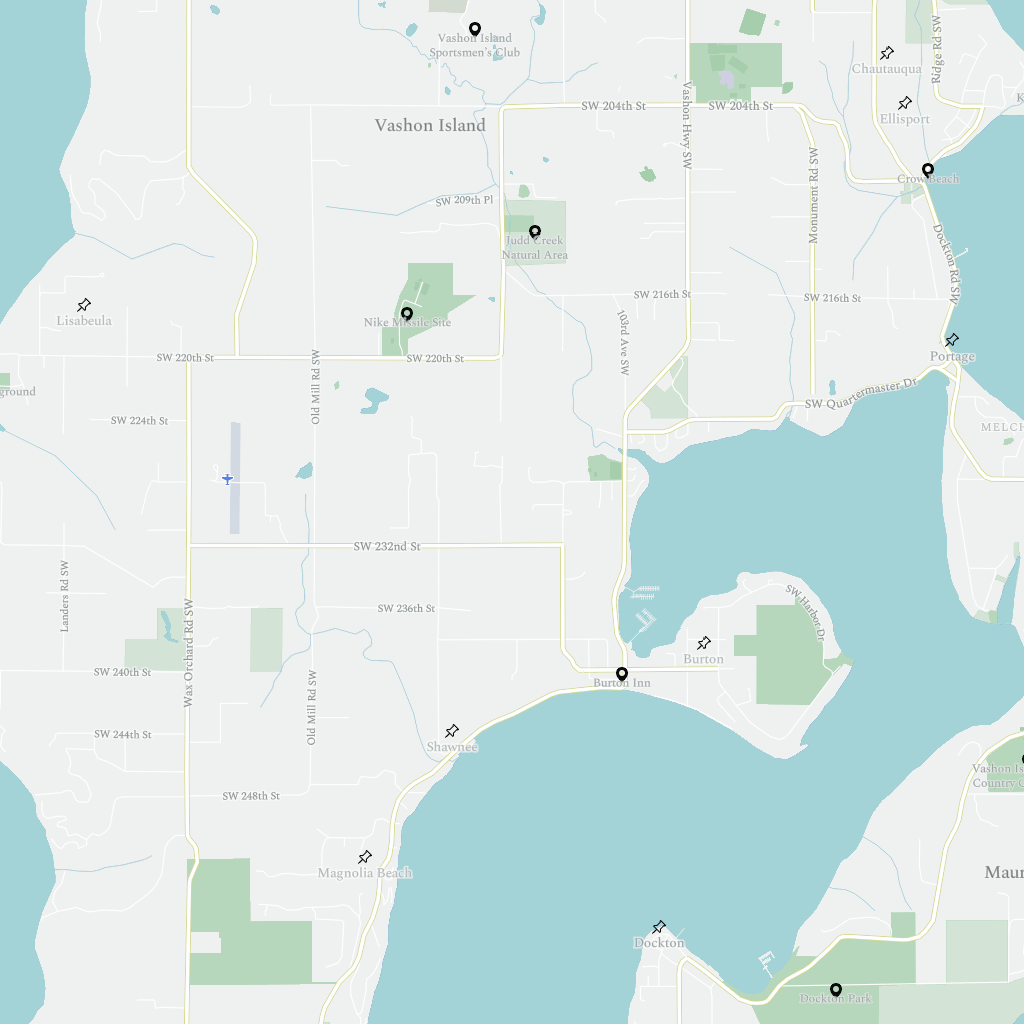 Vashon Island
Sportsmen's Club
Chautauqua
Ridge Rd SW
Ellisport
SW 204th St
SW 204th St
Vashon Hwy SW
Vashon Island
Crow Beach
Monument Rd SW
SW 209th Pl
Judd Creek
Natural Area
Dockton Rd SW
SW 216th St
SW 216th St
Lisabeula
Nike Missile Site
103rd Ave SW
Portage
SW 220th St
SW 220th St
Old Mill Rd SW
ground
SW Quartermaster Dr
SW 224th St
MELCH
SW 232nd St
Landers Rd SW
SW 236th St
SW Harbor Dr
Wax Orchard Rd SW
Burton
SW 240th St
Burton Inn
Old Mill Rd SW
SW 244th St
Shawnee
Vashon Is
Country C
SW 248th St
Magnolia Beach
Maur
Dockton
Dockton Park